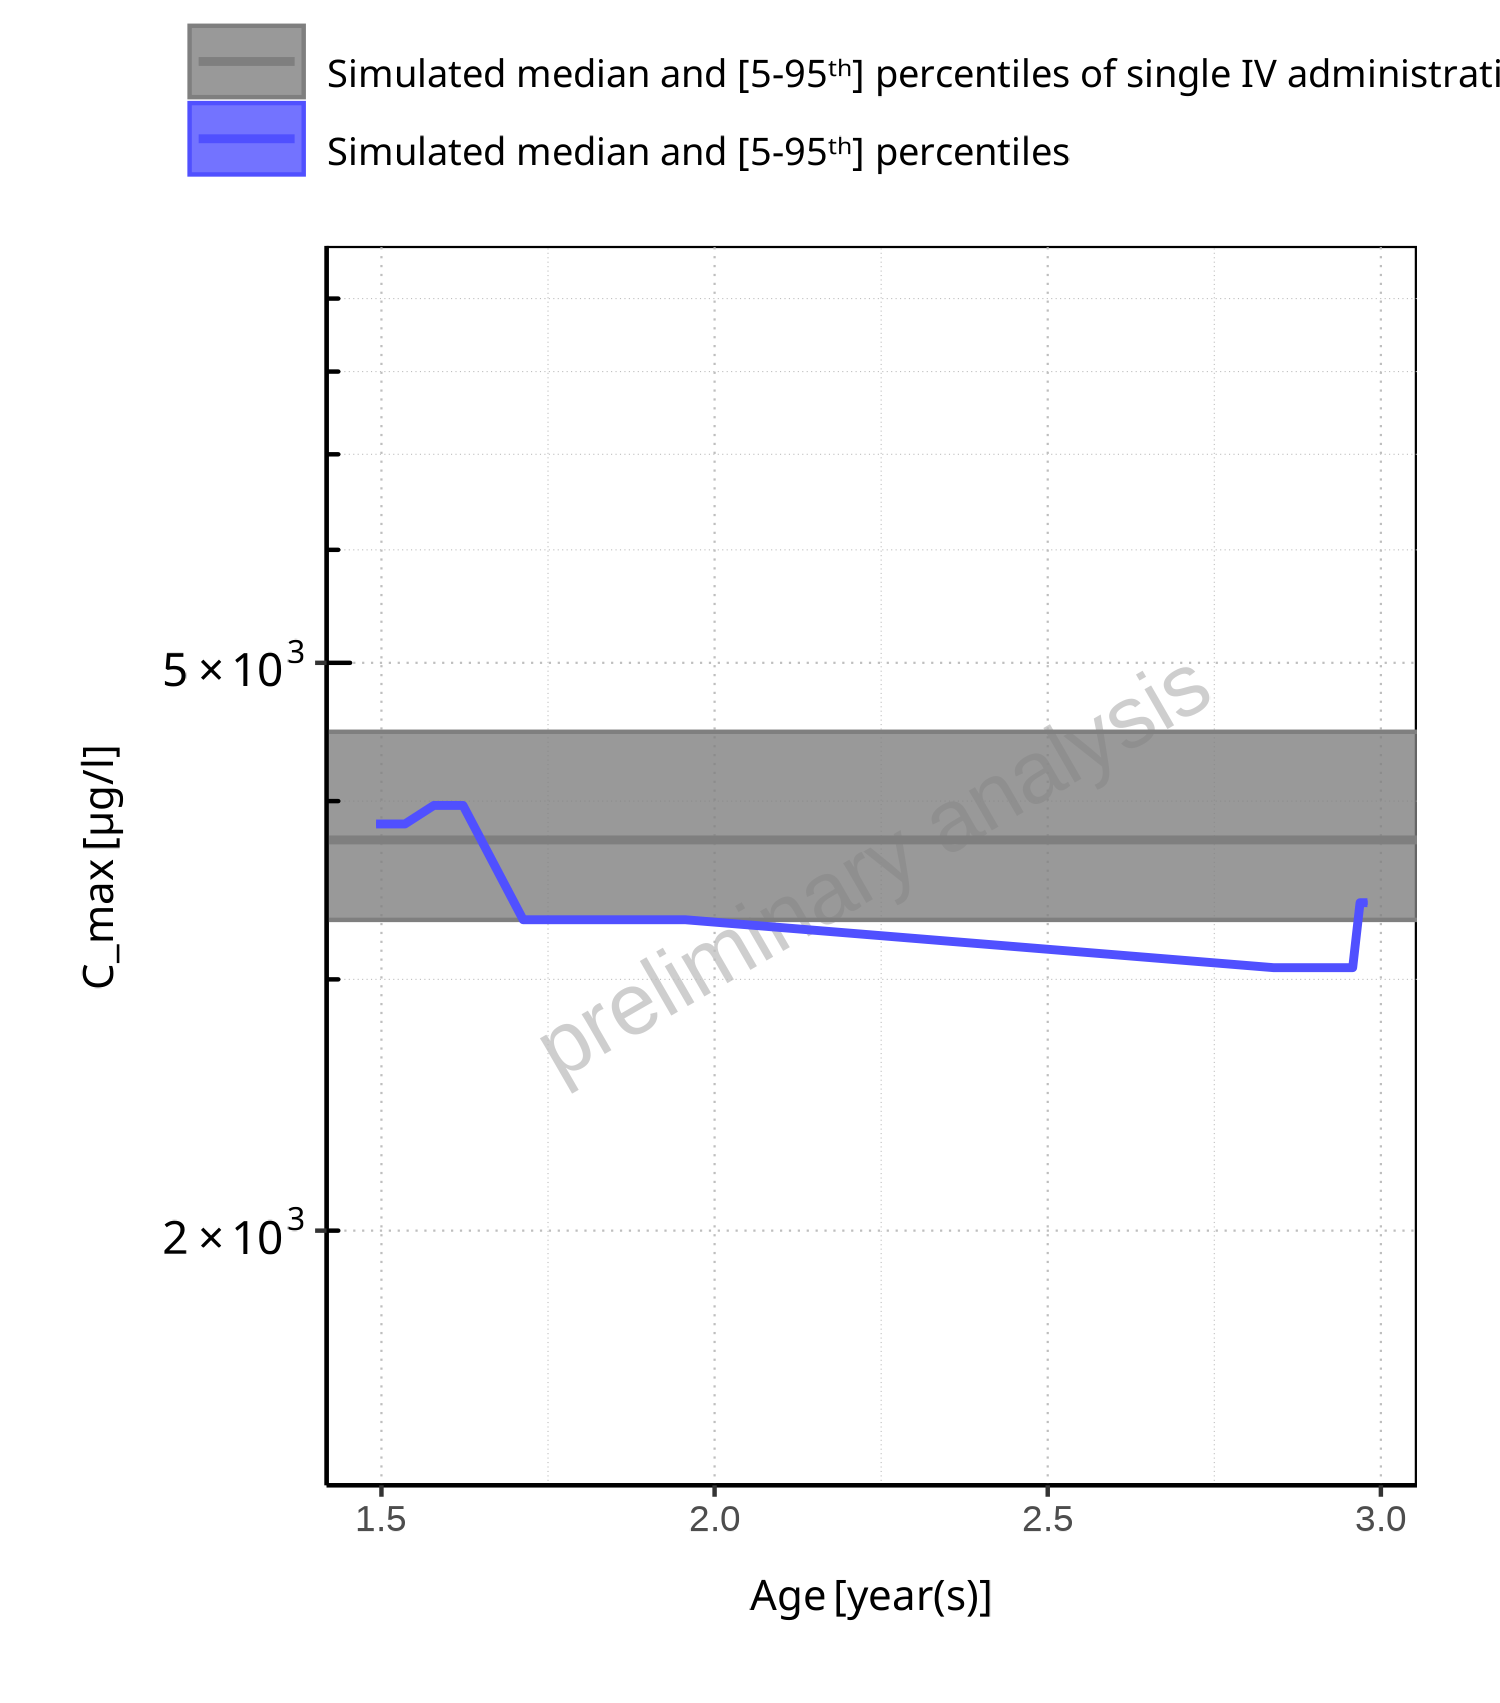 Simulated median and [5-95ᵗʰ] percentiles of single IV administrati
Simulated median and [5-95ᵗʰ] percentiles
5 × 10³
C_max [µg/l]
preliminary analysis
2 × 10³
1.5 2.0 2.5 3.0
Age [year(s)]